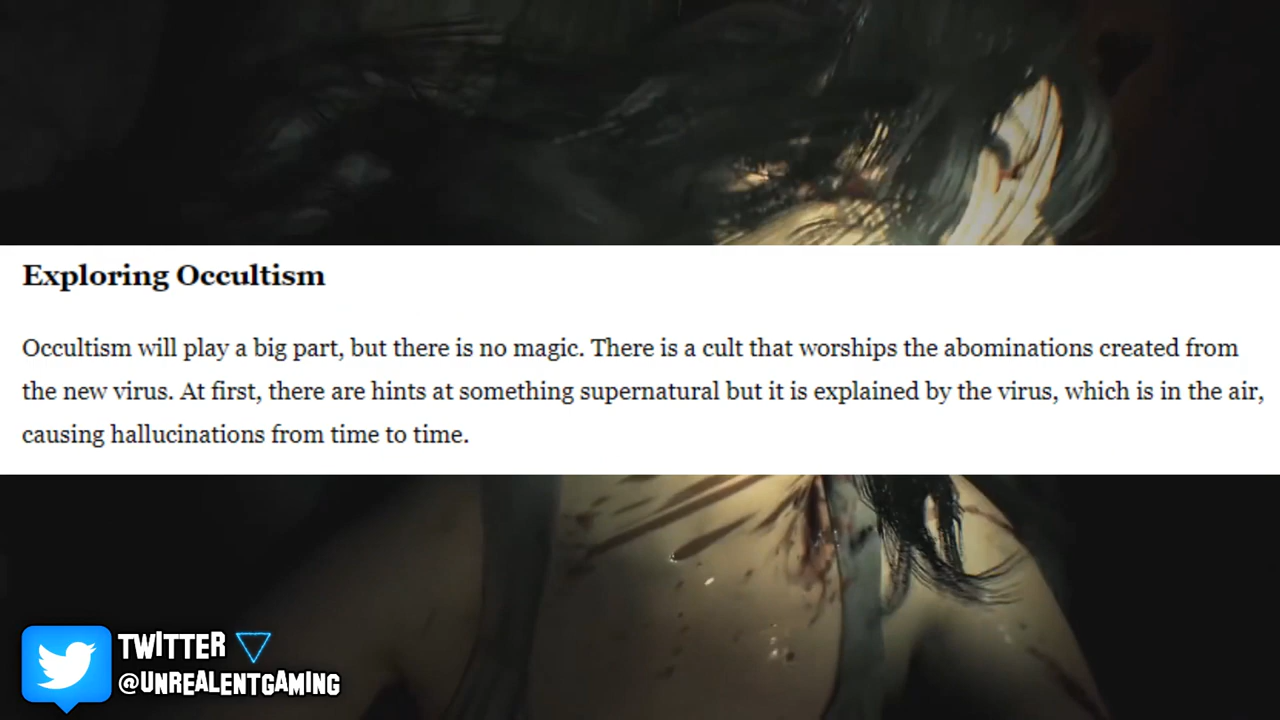 Exploring Occultism
Occultism will play a big part, but there is no magic. There is a cult that worships the abominations created from
the new virus. At first, there are hints at something supernatural but it is explained by the virus, which is in the air,
causing hallucinations from time to time.
TWITTER
@UNREALENTGAMING